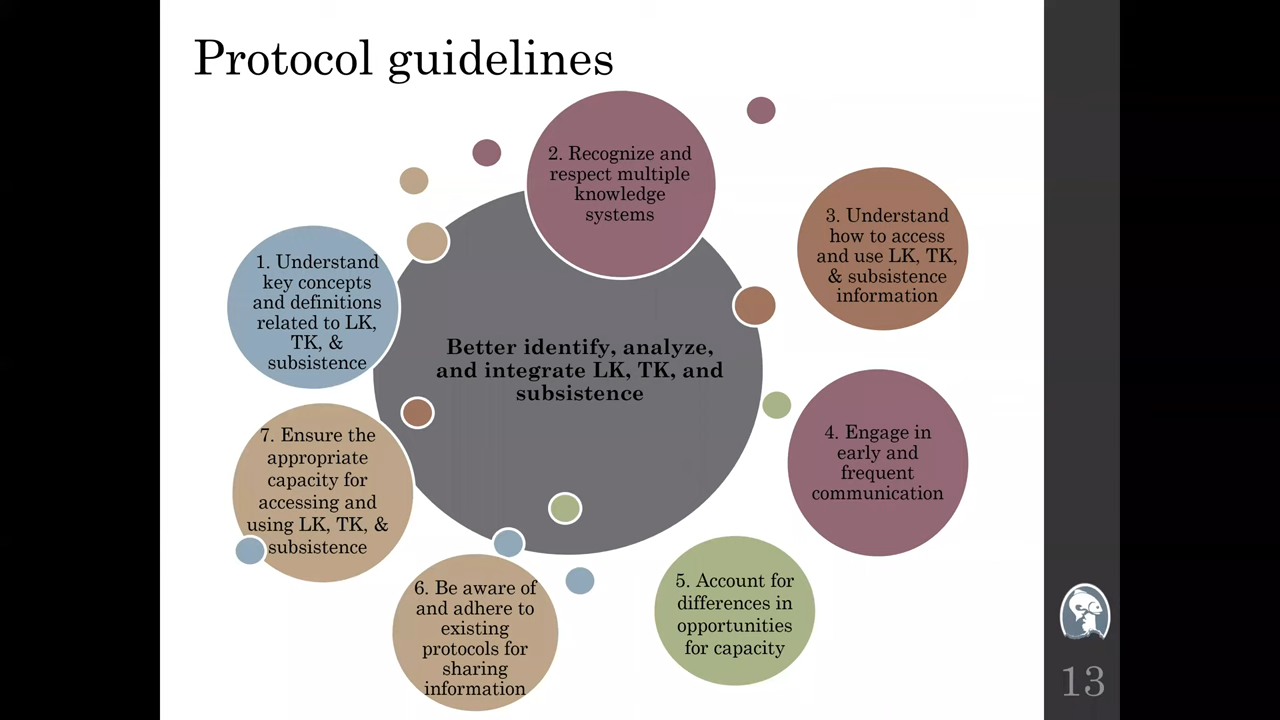 Protocol guidelines
1. Understand
key concepts
and definitions
related to LK,
TK, &
subsistence
2. Recognize and
respect multiple
knowledge
systems
3. Understand
how to access
and use LK, TK,
& subsistence
information
4. Engage in
early and
frequent
communication
5. Account for
differences in
opportunities
for capacity
6. Be aware of
and adhere to
existing
protocols for
sharing
information
7. Ensure the
appropriate
capacity for
accessing and
using LK, TK, &
subsistence
Better identify, analyze,
and integrate LK, TK, and
subsistence
13